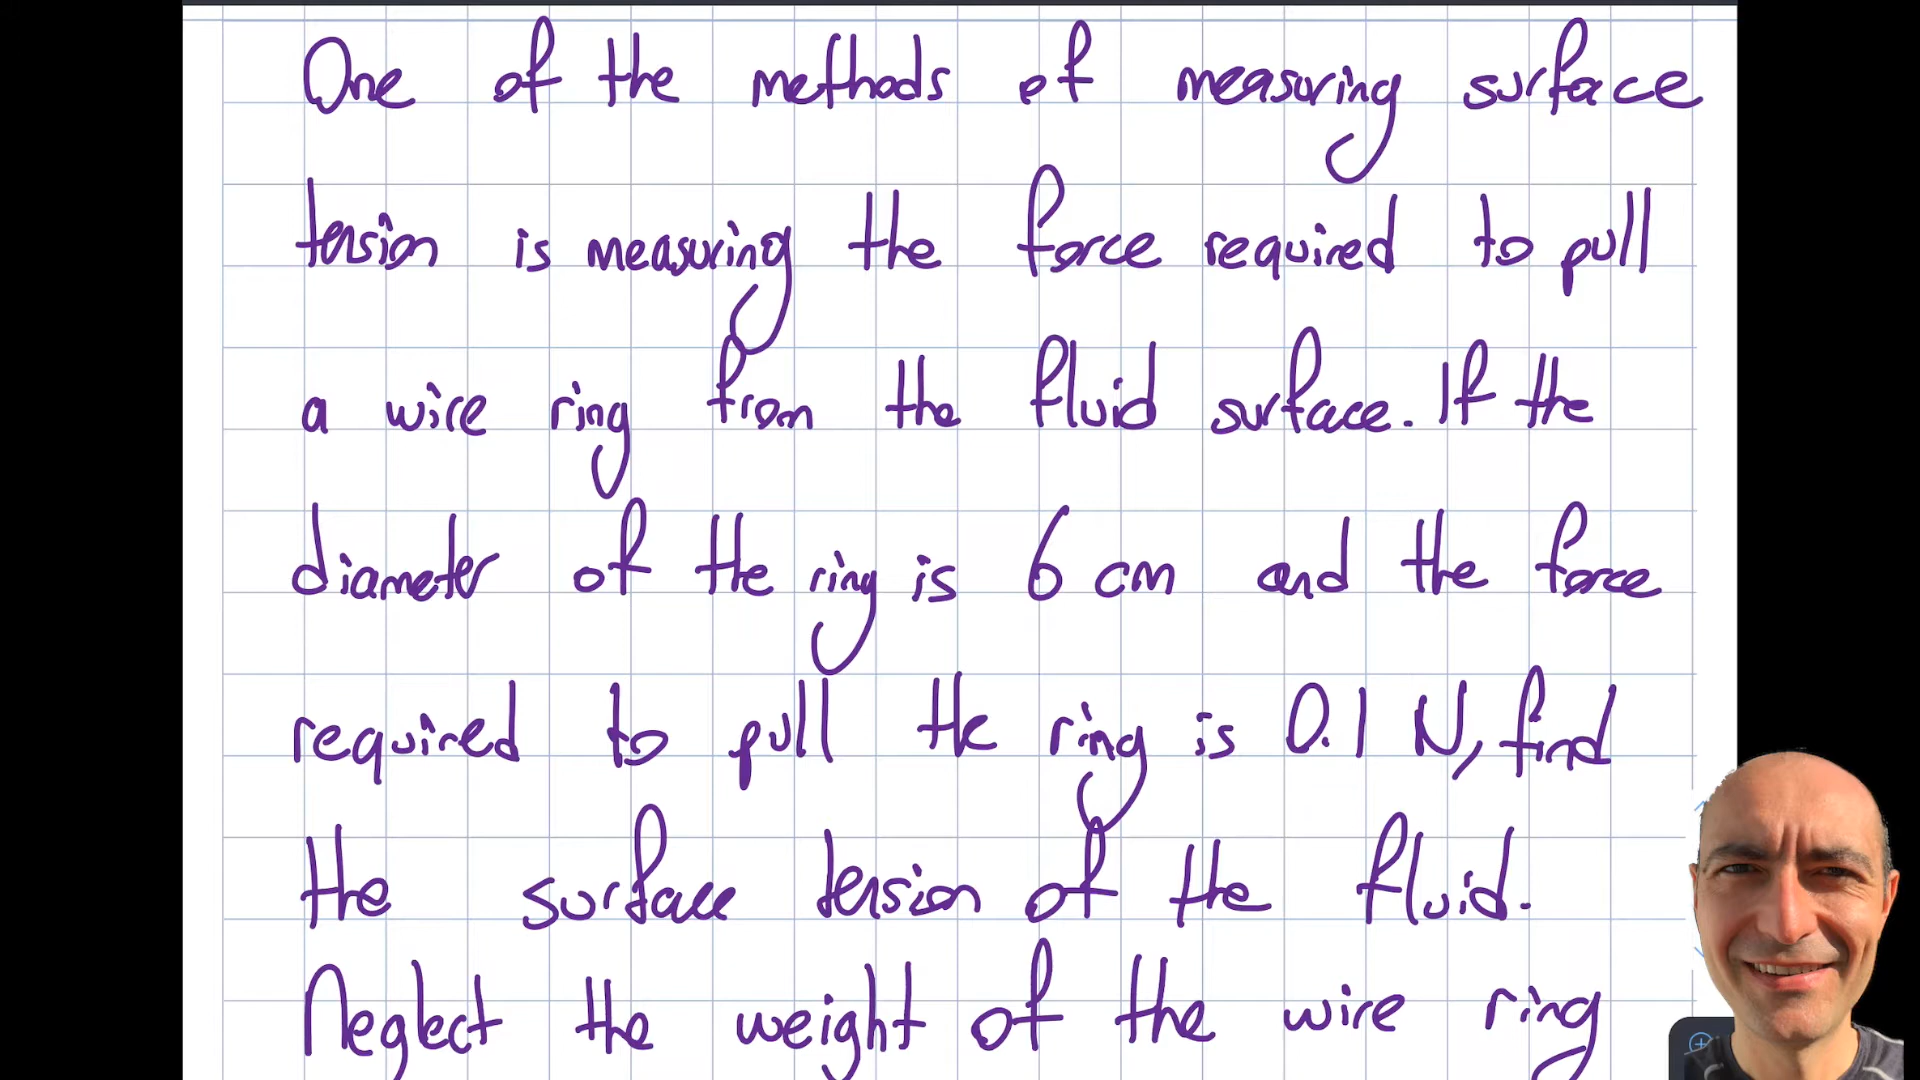 One of the methods of measuring surface
tension is measuring the force required to pull
a wire ring from the fluid surface. If the
diameter of the ring is 6 cm and the force
required to pull the ring is 0.1 N, find
the surface tension of the fluid.
Neglect the weight of the wire ring